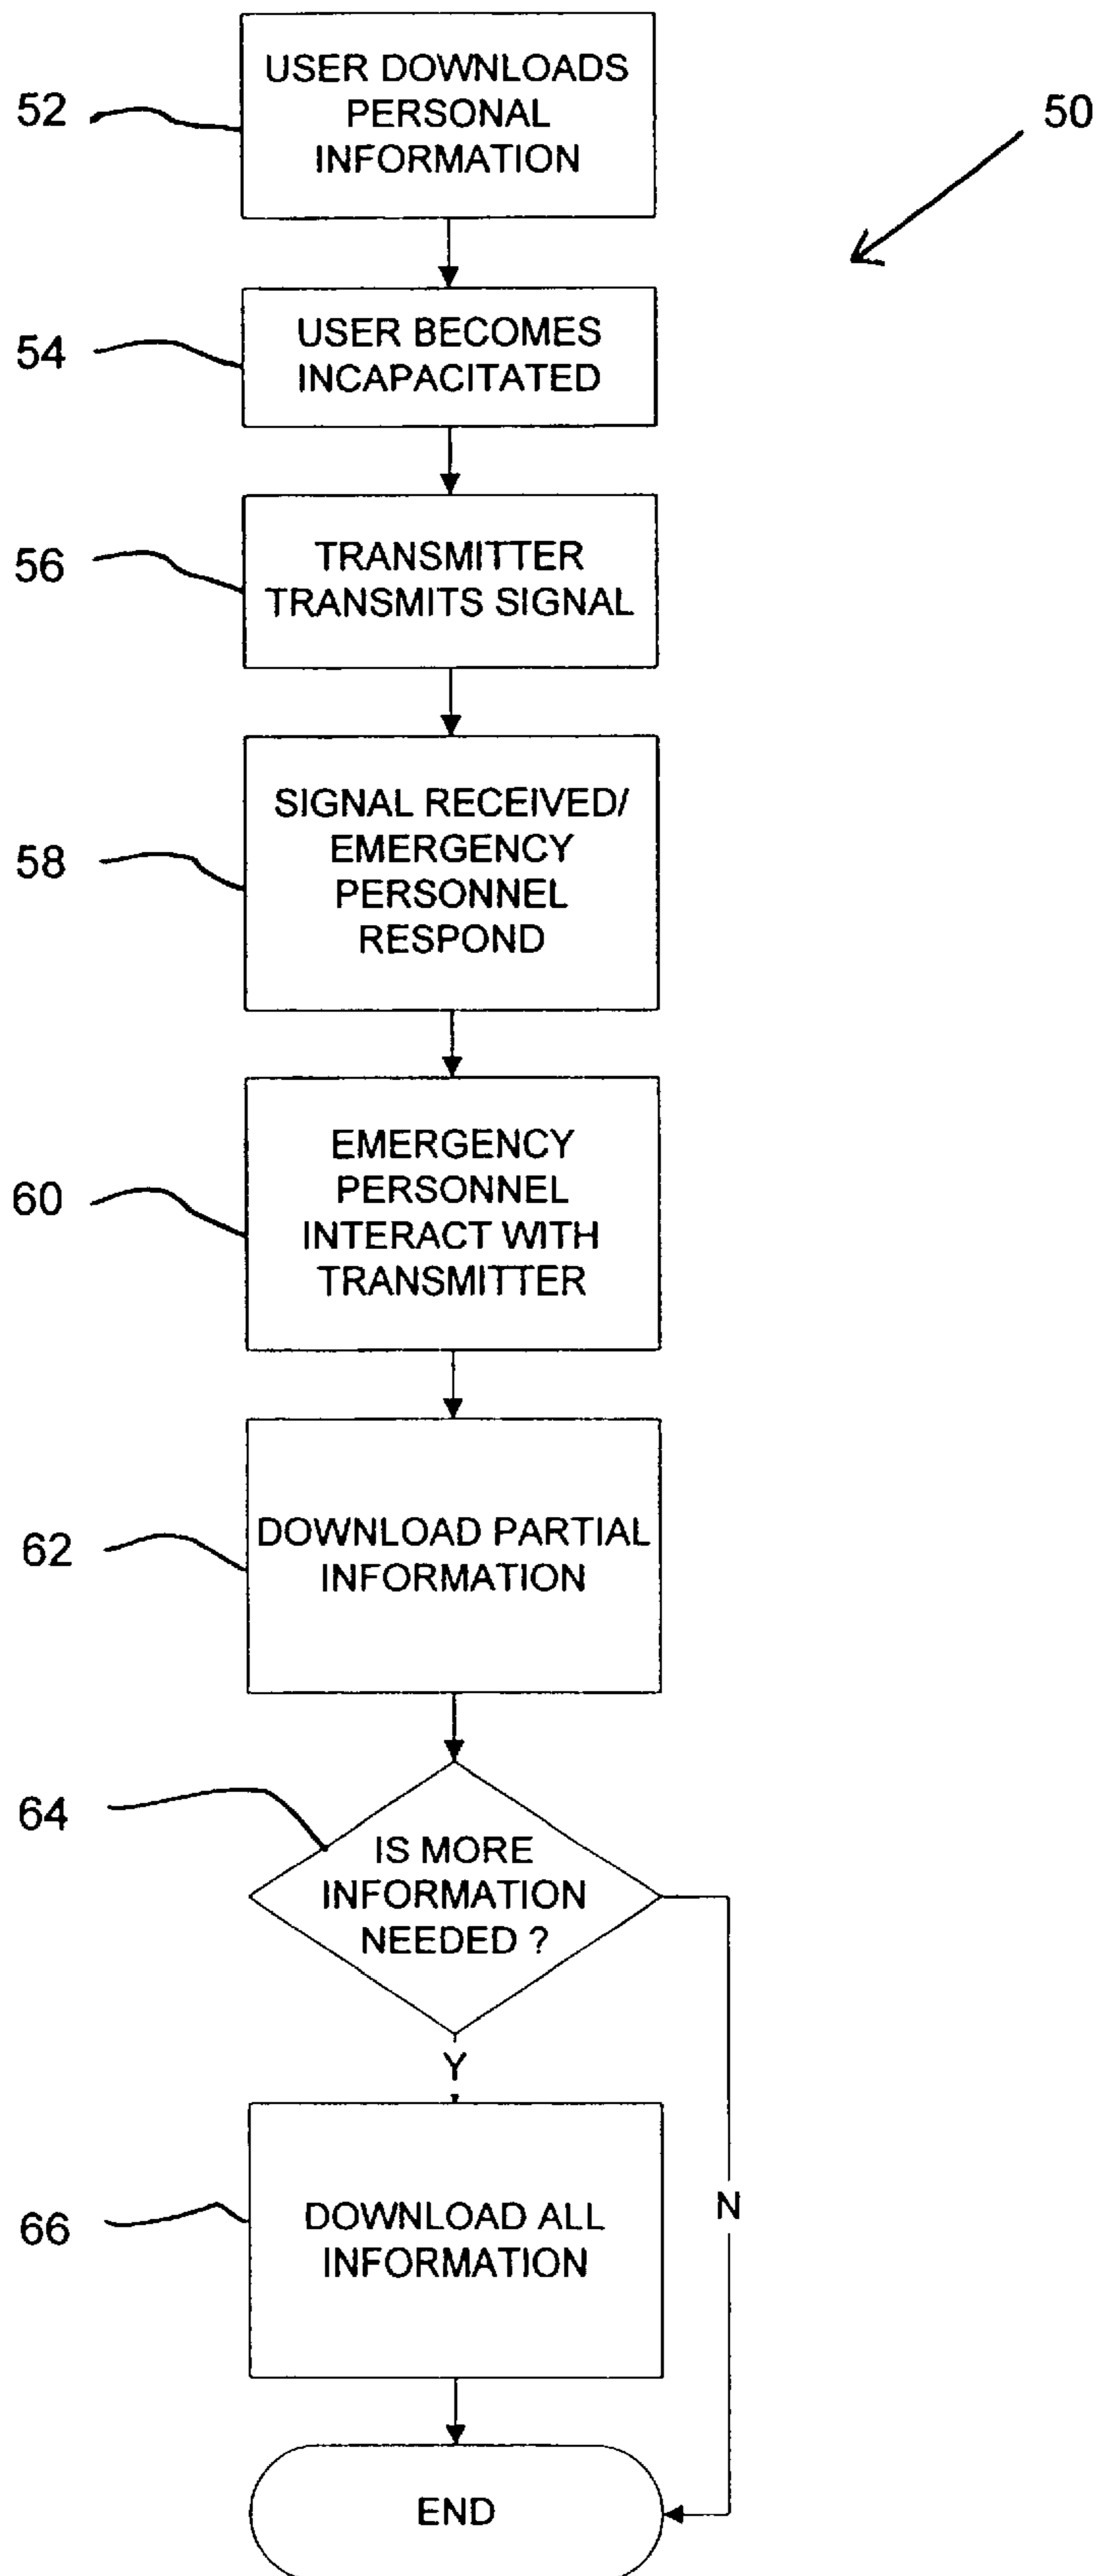 52
USER DOWNLOADS
PERSONAL
INFORMATION
50
54
USER BECOMES
INCAPACITATED
56
TRANSMITTER
TRANSMITS SIGNAL
58
SIGNAL RECEIVED/
EMERGENCY
PERSONNEL
RESPOND
60
EMERGENCY
PERSONNEL
INTERACT WITH
TRANSMITTER
62
DOWNLOAD PARTIAL
INFORMATION
64
IS MORE
INFORMATION
NEEDED ?
Y
N
66
DOWNLOAD ALL
INFORMATION
END